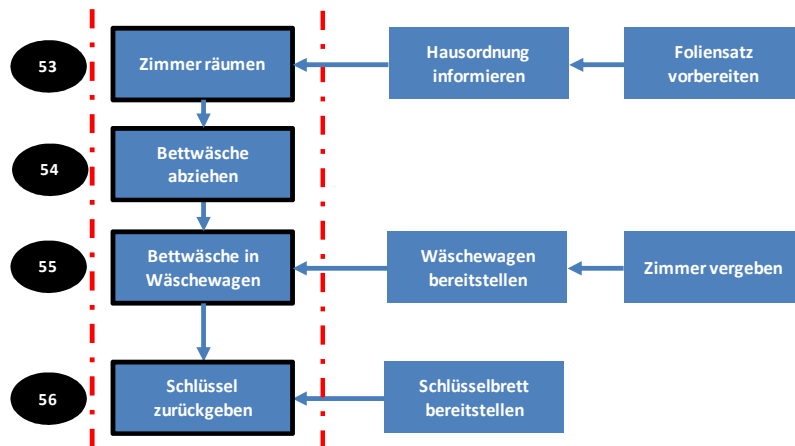 53
Zimmer räumen
Hausordnung
informieren
Foliensatz
vorbereiten
54
Bettwäsche
abziehen
55
Bettwäsche in
Wäschewagen
Wäschewagen
bereitstellen
Zimmer vergeben
56
Schlüssel
zurückgeben
Schlüsselbrett
bereitstellen